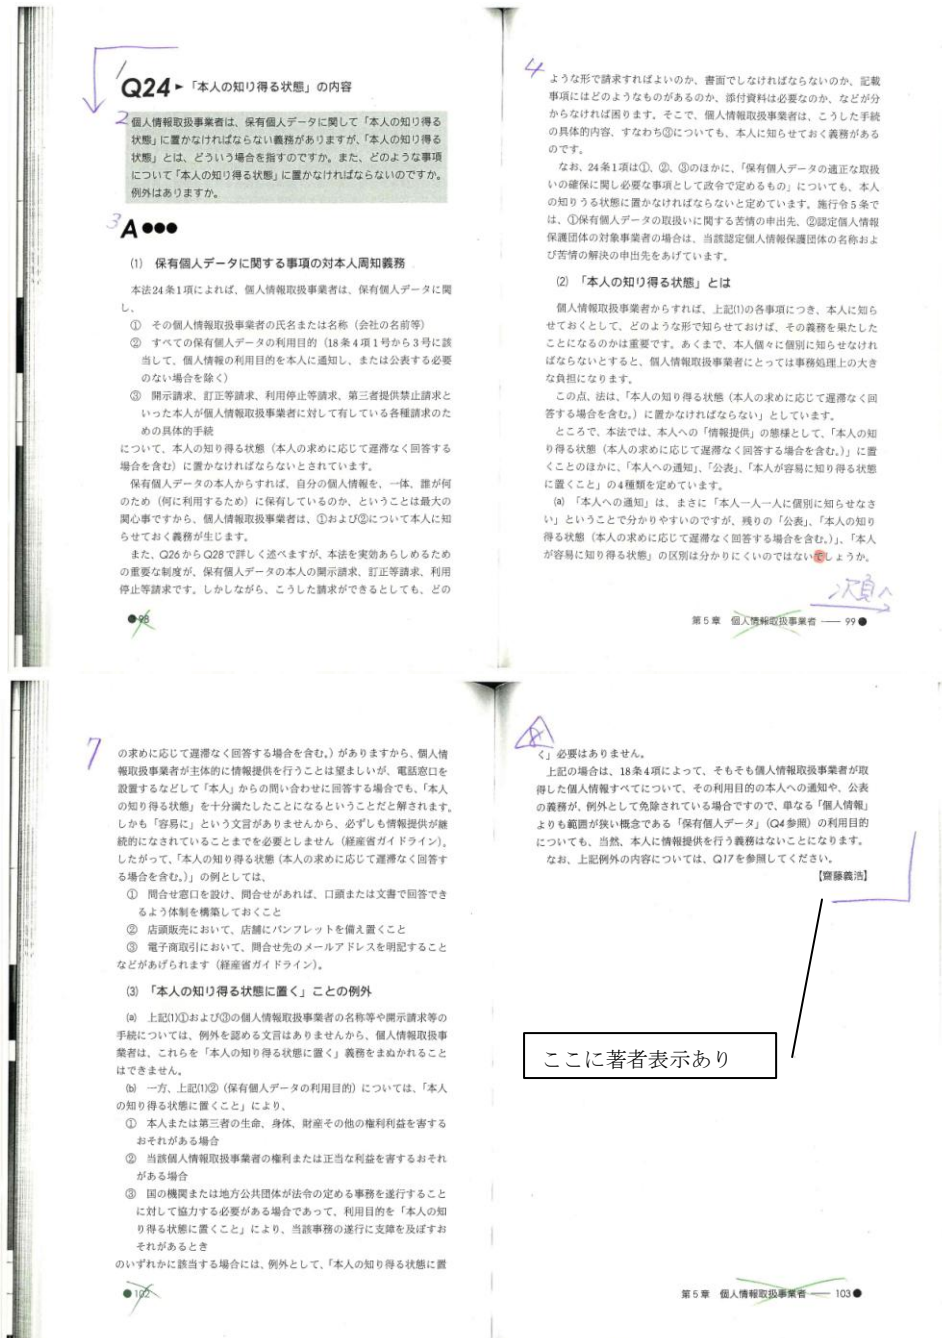 1
Q24►「本人の知り得る状態」の内容
2
個人情報取扱事業者は、保有個人データに関して「本人の知り得る
状態」に置かなければならない義務がありますが、「本人の知り得る
状態」とは、どういう場合を指すのですか。また、どのような事項
について「本人の知り得る状態」に置かなければならないのですか。
例外はありますか。
3
A●●●
(1) 保有個人データに関する事項の対本人周知義務
本法24条1項によれば、個人情報取扱事業者は、保有個人データに関
し、
① その個人情報取扱事業者の氏名または名称（会社の名前等）
② すべての保有個人データの利用目的（18条4項1号から3号に該
当して、個人情報の利用目的を本人に通知し、または公表する必要
のない場合を除く）
③ 開示請求、訂正等請求、利用停止等請求、第三者提供禁止請求と
いった本人が個人情報取扱事業者に対して有している各種請求のた
めの具体的手続
について、本人の知り得る状態（本人の求めに応じて遅滞なく回答する
場合を含む）に置かなければならないとされています。
保有個人データの本人からすれば、自分の個人情報を、一体、誰が何
のため（何に利用するため）に保有しているのか、ということは最大の
関心事ですから、個人情報取扱事業者は、①および②について本人に知
らせておく義務が生じます。
また、Q26からQ28で詳しく述べますが、本法を実効あらしめるため
の重要な制度が、保有個人データの本人の開示請求、訂正等請求、利用
停止等請求です。しかしながら、こうした請求ができるとしても、どの
●98
4
ような形で請求すればよいのか、書面でしなければならないのか、記載
事項にはどのようなものがあるのか、添付資料は必要なのか、などが分
からなければ困ります。そこで、個人情報取扱事業者は、こうした手続
の具体的内容、すなわち③についても、本人に知らせておく義務がある
のです。
なお、24条1項は①、②、③のほかに、「保有個人データの適正な取扱
いの確保に関し必要な事項として政令で定めるもの」についても、本人
の知りうる状態に置かなければならないと定めています。施行令5条で
は、①保有個人データの取扱いに関する苦情の申出先、②認定個人情報
保護団体の対象事業者の場合は、当該認定個人情報保護団体の名称およ
び苦情の解決の申出先をあげています。
(2) 「本人の知り得る状態」とは
個人情報取扱事業者からすれば、上記(1)の各事項につき、本人に知ら
せておくとして、どのような形で知らせておけば、その義務を果たした
ことになるのかは重要です。あくまで、本人個々に個別に知らせなけれ
ばならないとすると、個人情報取扱事業者にとっては事務処理上の大き
な負担になります。
この点、法は、「本人の知り得る状態（本人の求めに応じて遅滞なく回
答する場合を含む。）に置かなければならない」としています。
ところで、本法では、本人への「情報提供」の態様として、「本人の知
り得る状態（本人の求めに応じて遅滞なく回答する場合を含む。）」に置
くことのほかに、「本人への通知」、「公表」、「本人が容易に知り得る状態
に置くこと」の4種類を定めています。
(a) 「本人への通知」は、まさに「本人一人一人に個別に知らせなさ
い」ということで分かりやすいのですが、残りの「公表」、「本人の知り
得る状態（本人の求めに応じて遅滞なく回答する場合を含む。）」、「本人
が容易に知り得る状態」の区別は分かりにくいのではないでしょうか。
次頁へ
第5章 個人情報取扱事業者 ― 99●
7
の求めに応じて遅滞なく回答する場合を含む。）がありますから、個人情
報取扱事業者が主体的に情報提供を行うことは望ましいが、電話窓口を
設置するなどして「本人」からの問い合わせに回答する場合でも、「本人
の知り得る状態」を十分満たしたことになるということだと解されます。
しかも「容易に」という文言がありませんから、必ずしも情報提供が継
続的になされていることまでを必要としません（経産省ガイドライン）。
したがって、「本人の知り得る状態（本人の求めに応じて遅滞なく回答す
る場合を含む。）」の例としては、
① 問合せ窓口を設け、問合せがあれば、口頭または文書で回答でき
るよう体制を構築しておくこと
② 店頭販売において、店舗にパンフレットを備え置くこと
③ 電子商取引において、問合せ先のメールアドレスを明記すること
などがあげられます（経産省ガイドライン）。
(3) 「本人の知り得る状態に置く」ことの例外
(a) 上記(1)①および③の個人情報取扱事業者の名称等や開示請求等の
手続については、例外を認める文言はありませんから、個人情報取扱事
業者は、これらを「本人の知り得る状態に置く」義務をまぬかれること
はできません。
(b) 一方、上記(1)②（保有個人データの利用目的）については、「本人
の知り得る状態に置くこと」により、
① 本人または第三者の生命、身体、財産その他の権利利益を害する
おそれがある場合
② 当該個人情報取扱事業者の権利または正当な利益を害するおそれ
がある場合
③ 国の機関または地方公共団体が法令の定める事務を遂行すること
に対して協力する必要がある場合であって、利用目的を「本人の知
り得る状態に置くこと」により、当該事務の遂行に支障を及ぼすお
それがあるとき
のいずれかに該当する場合には、例外として、「本人の知り得る状態に置
●102
8
く」必要はありません。
上記の場合は、18条4項によって、そもそも個人情報取扱事業者が取
得した個人情報すべてについて、その利用目的の本人への通知や、公表
の義務が、例外として免除されている場合ですので、単なる「個人情報」
よりも範囲が狭い概念である「保有個人データ」（Q4参照）の利用目的
についても、当然、本人に情報提供を行う義務はないことになります。
なお、上記例外の内容については、Q17を参照してください。
【齋藤義浩】
ここに著者表示あり
第5章 個人情報取扱事業者 ― 103●